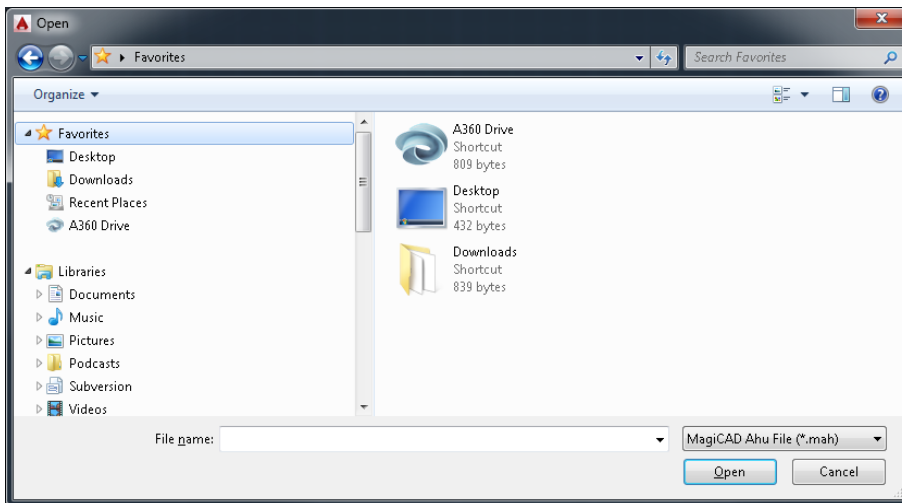 Open
Favorites
Search Favorites
Organize
Favorites
Desktop
Downloads
Recent Places
A360 Drive
Libraries
Documents
Music
Pictures
Podcasts
Subversion
Videos
A360 Drive
Shortcut
809 bytes
Desktop
Shortcut
432 bytes
Downloads
Shortcut
839 bytes
File name:
MagiCAD Ahu File (*.mah)
Open
Cancel